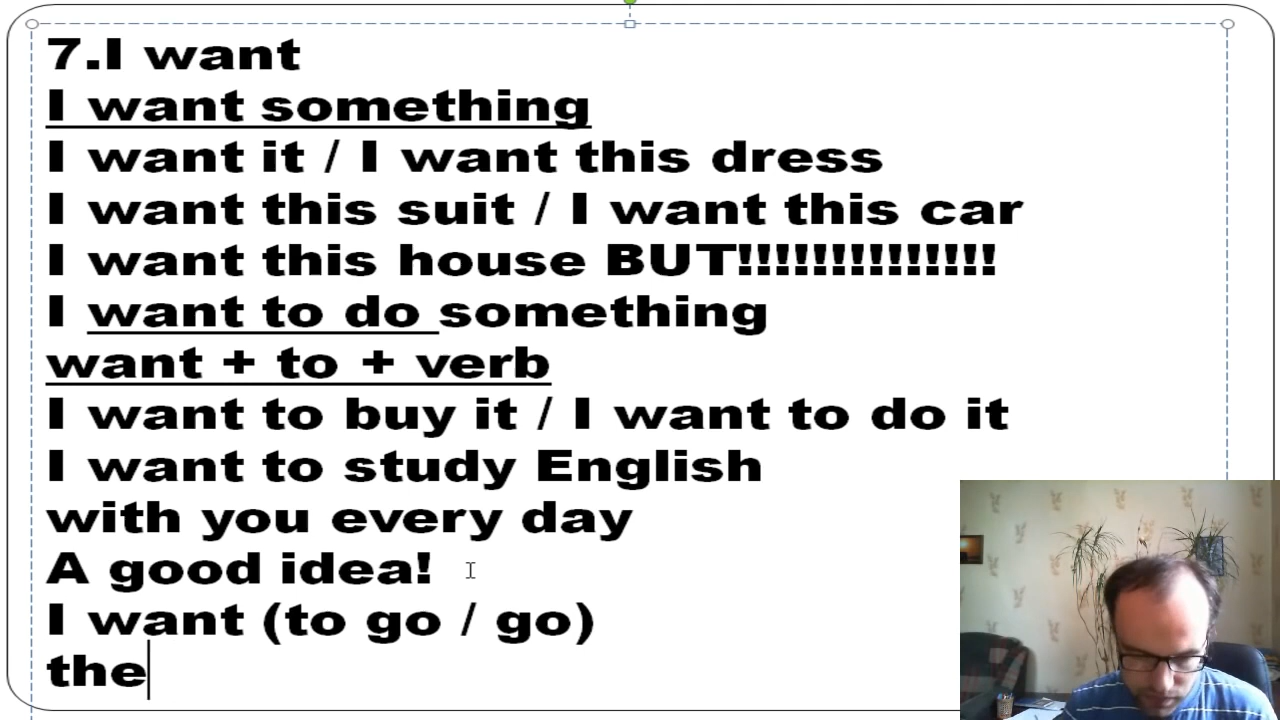 7.I want
I want something
I want it / I want this dress
I want this suit / I want this car
I want this house BUT!!!!!!!!!!!!!!
I want to do something
want + to + verb
I want to buy it / I want to do it
I want to study English
with you every day
A good idea!
I want (to go / go)
the